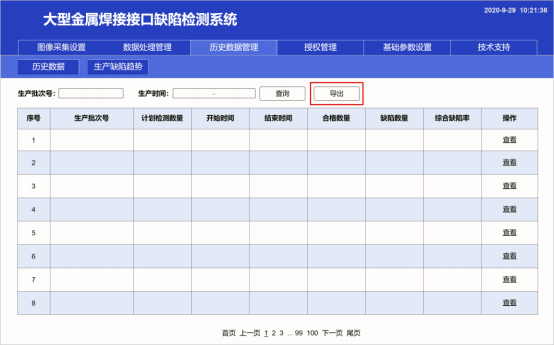 2020-9-29 10:21:36
大型金属焊接接口缺陷检测系统
图像采集设置 数据处理管理 历史数据管理 授权管理 基础参数设置 技术支持
历史数据 生产缺陷趋势
生产批次号: 生产时间: - 查询 导出
序号 生产批次号 计划检测数量 开始时间 结束时间 合格数量 缺陷数量 综合缺陷率 操作
1 查看
2 查看
3 查看
4 查看
5 查看
6 查看
7 查看
8 查看
首页 上一页 1 2 3 ... 99 100 下一页 尾页